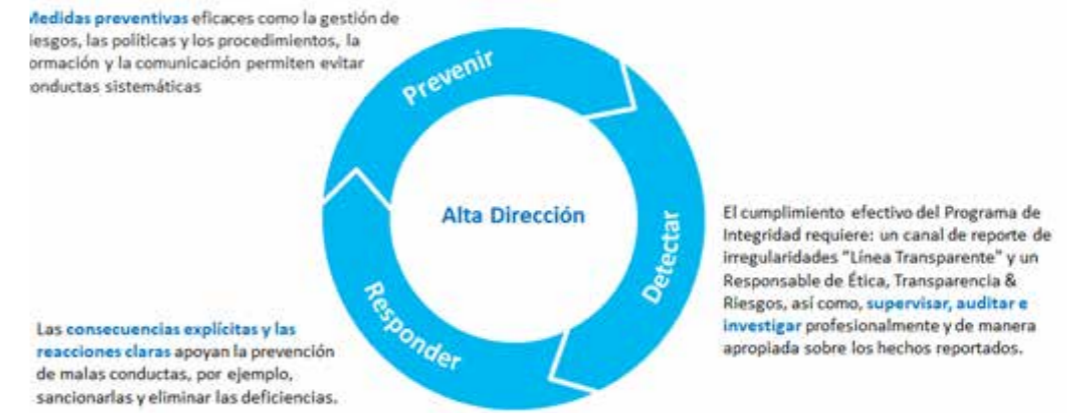 Medidas preventivas eficaces como la gestión de
iesgos, las políticas y los procedimientos, la
ormación y la comunicación permiten evitar
onductas sistemáticas
Prevenir
Alta Dirección
Detectar
El cumplimiento efectivo del Programa de
Integridad requiere: un canal de reporte de
irregularidades "Línea Transparente" y un
Responsable de Ética, Transparencia &
Riesgos, así como, supervisar, auditar e
investigar profesionalmente y de manera
apropiada sobre los hechos reportados.
Responder
Las consecuencias explícitas y las
reacciones claras apoyan la prevención
de malas conductas, por ejemplo,
sancionarlas y eliminar las deficiencias.